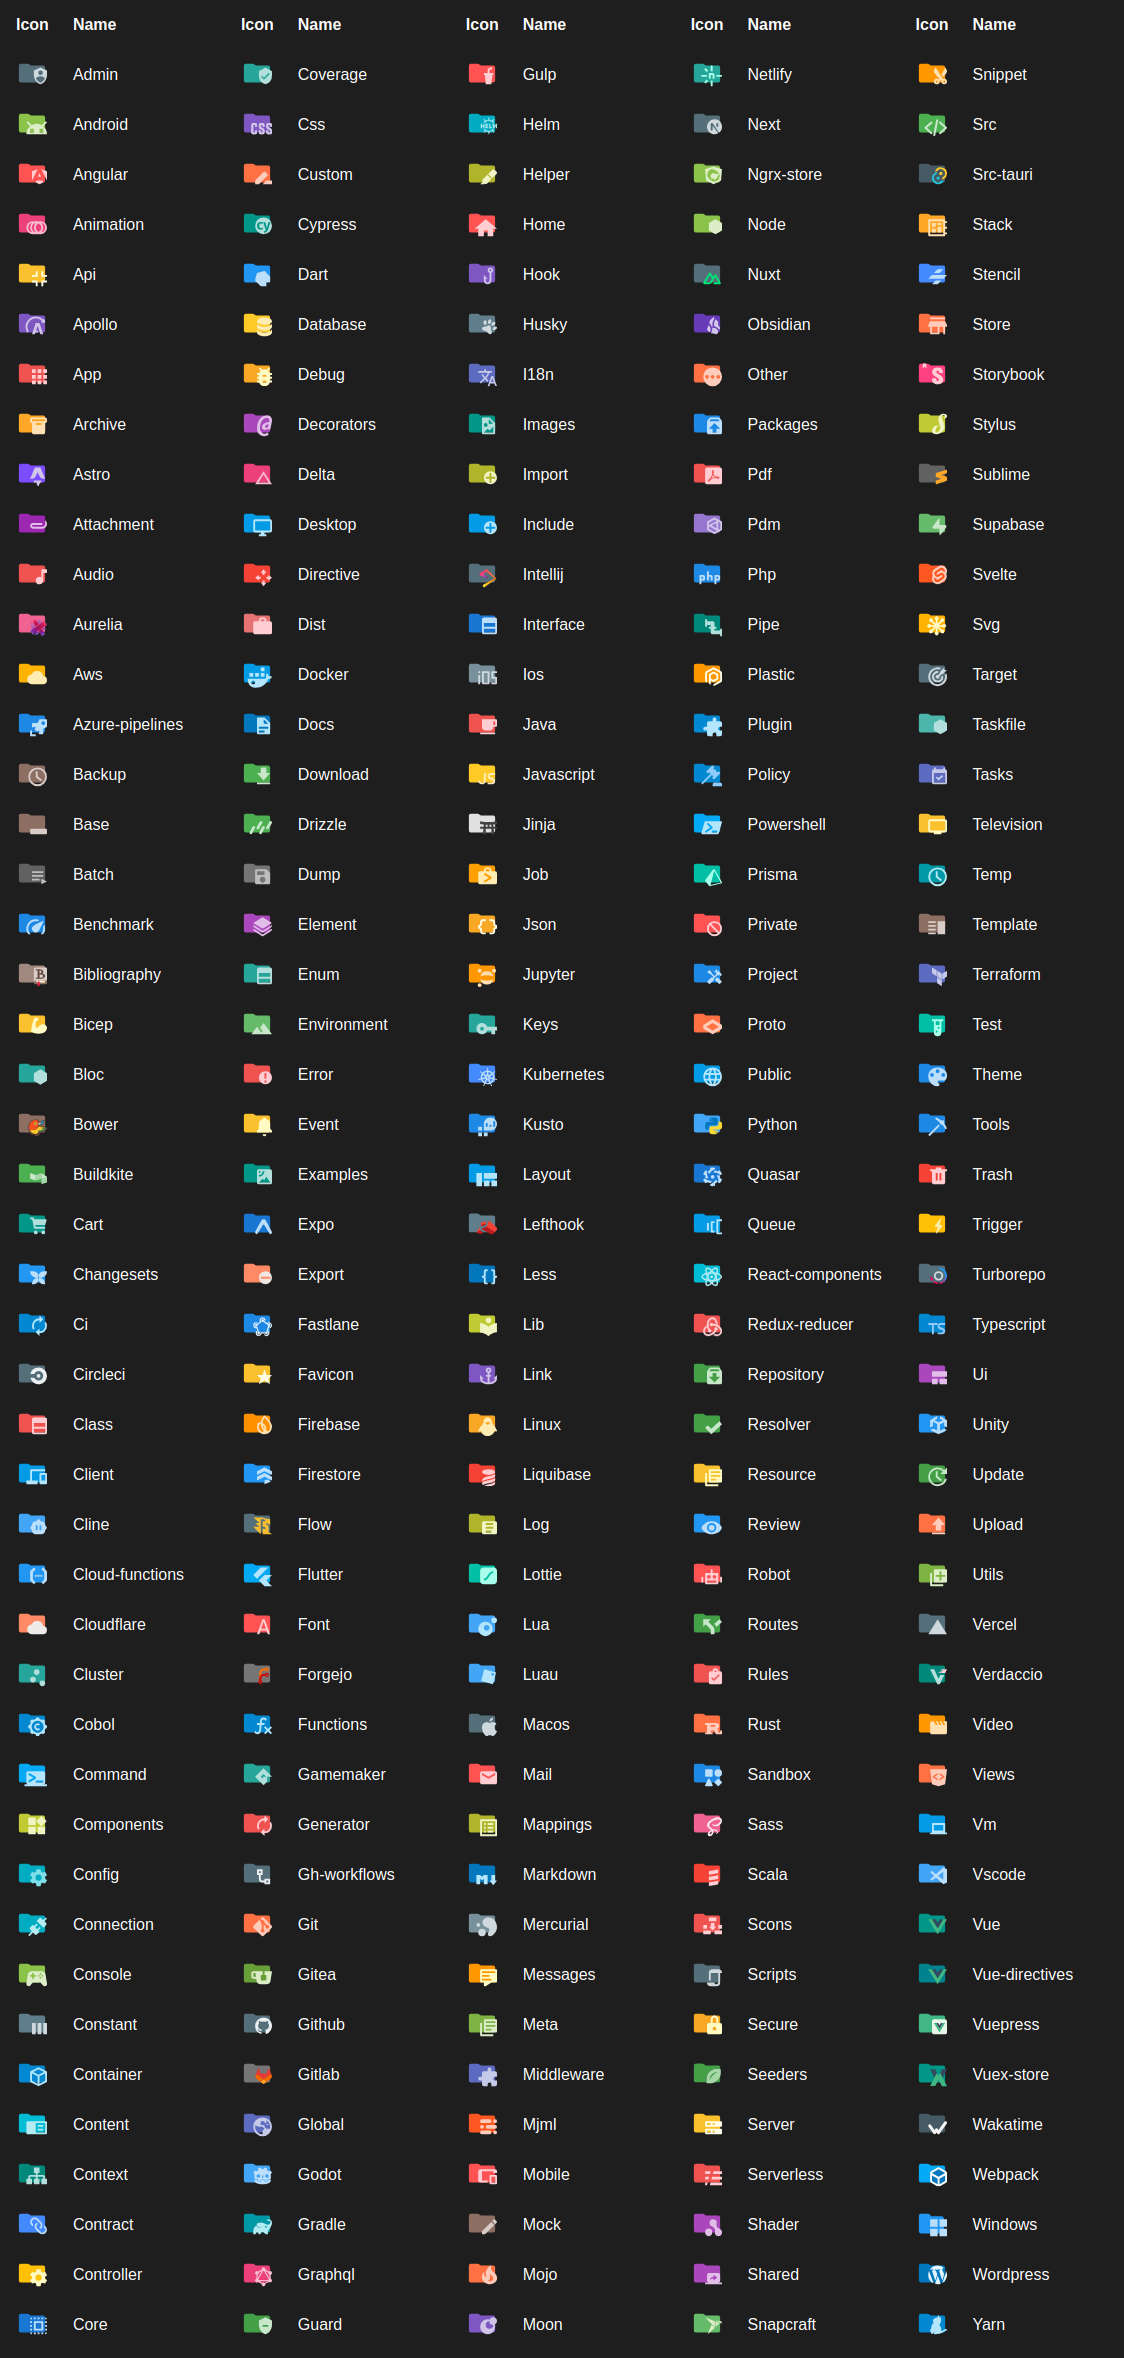 Icon Name Icon Name Icon Name Icon Name Icon Name
Admin Coverage Gulp Netlify Snippet
Android Css Helm Next Src
Angular Custom Helper Ngrx-store Src-tauri
Animation Cypress Home Node Stack
Api Dart Hook Nuxt Stencil
Apollo Database Husky Obsidian Store
App Debug I18n Other Storybook
Archive Decorators Images Packages Stylus
Astro Delta Import Pdf Sublime
Attachment Desktop Include Pdm Supabase
Audio Directive Intellij Php Svelte
Aurelia Dist Interface Pipe Svg
Aws Docker Ios Plastic Target
Azure-pipelines Docs Java Plugin Taskfile
Backup Download Javascript Policy Tasks
Base Drizzle Jinja Powershell Television
Batch Dump Job Prisma Temp
Benchmark Element Json Private Template
Bibliography Enum Jupyter Project Terraform
Bicep Environment Keys Proto Test
Bloc Error Kubernetes Public Theme
Bower Event Kusto Python Tools
Buildkite Examples Layout Quasar Trash
Cart Expo Lefthook Queue Trigger
Changesets Export Less React-components Turborepo
Ci Fastlane Lib Redux-reducer Typescript
Circleci Favicon Link Repository Ui
Class Firebase Linux Resolver Unity
Client Firestore Liquibase Resource Update
Cline Flow Log Review Upload
Cloud-functions Flutter Lottie Robot Utils
Cloudflare Font Lua Routes Vercel
Cluster Forgejo Luau Rules Verdaccio
Cobol Functions Macos Rust Video
Command Gamemaker Mail Sandbox Views
Components Generator Mappings Sass Vm
Config Gh-workflows Markdown Scala Vscode
Connection Git Mercurial Scons Vue
Console Gitea Messages Scripts Vue-directives
Constant Github Meta Secure Vuepress
Container Gitlab Middleware Seeders Vuex-store
Content Global Mjml Server Wakatime
Context Godot Mobile Serverless Webpack
Contract Gradle Mock Shader Windows
Controller Graphql Mojo Shared Wordpress
Core Guard Moon Snapcraft Yarn